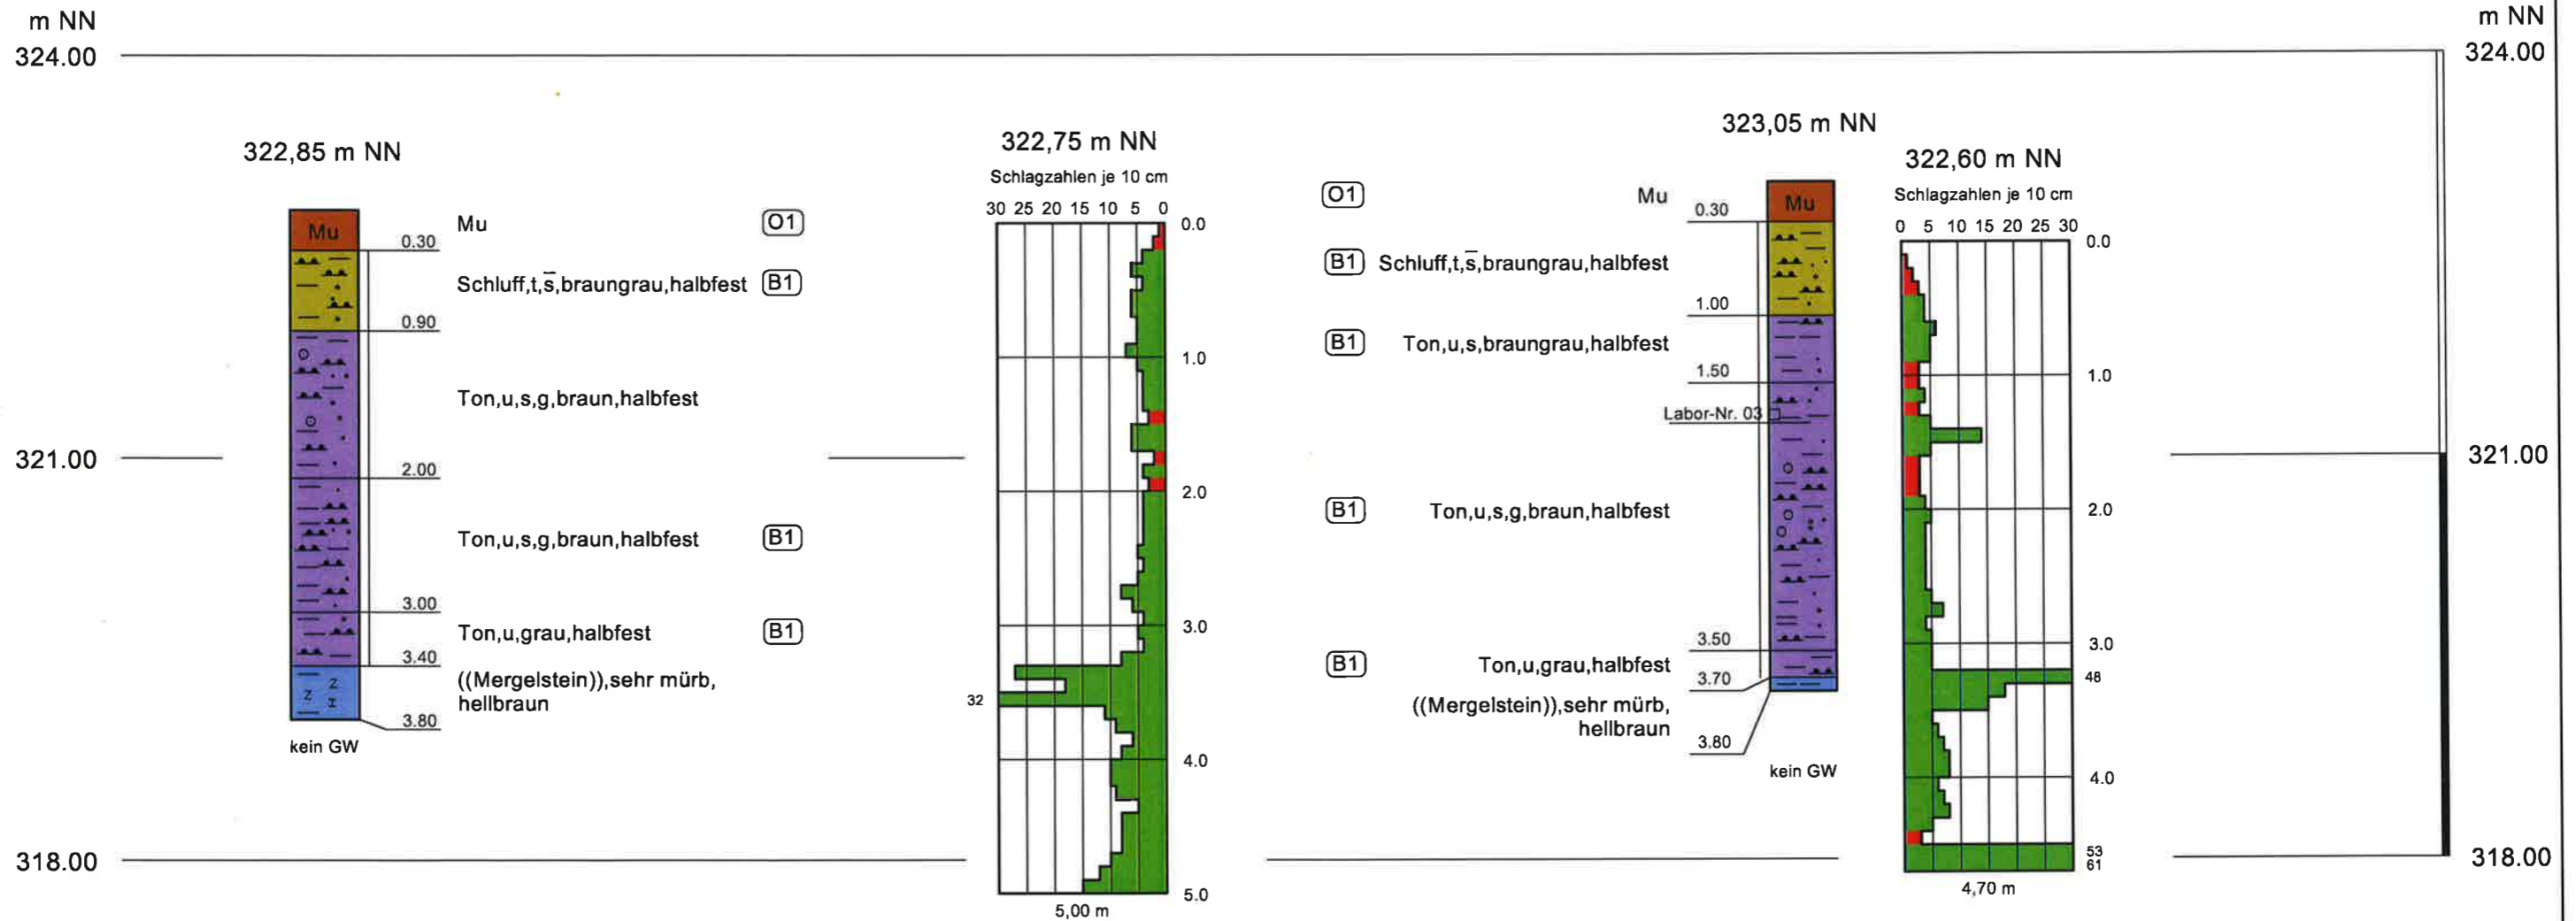 m NN
324.00
m NN
324.00
322,85 m NN
Mu
0.30
Mu
O1
Schluff,t,s̅,braungrau,halbfest
B1
0.90
Ton,u,s,g,braun,halbfest
2.00
Ton,u,s,g,braun,halbfest
B1
3.00
Ton,u,grau,halbfest
B1
3.40
((Mergelstein)),sehr mürb,
hellbraun
3.80
kein GW
321.00
318.00
322,75 m NN
Schlagzahlen je 10 cm
30 25 20 15 10 5 0
0.0
1.0
2.0
3.0
32
4.0
5.0
5,00 m
323,05 m NN
O1
Mu
0.30
Mu
B1
Schluff,t,s̅,braungrau,halbfest
1.00
B1
Ton,u,s,braungrau,halbfest
1.50
Labor-Nr. 03
B1
Ton,u,s,g,braun,halbfest
3.50
B1
Ton,u,grau,halbfest
3.70
((Mergelstein)),sehr mürb,
hellbraun
3.80
kein GW
322,60 m NN
Schlagzahlen je 10 cm
0 5 10 15 20 25 30
0.0
1.0
2.0
3.0
48
4.0
53
61
4,70 m
321.00
318.00